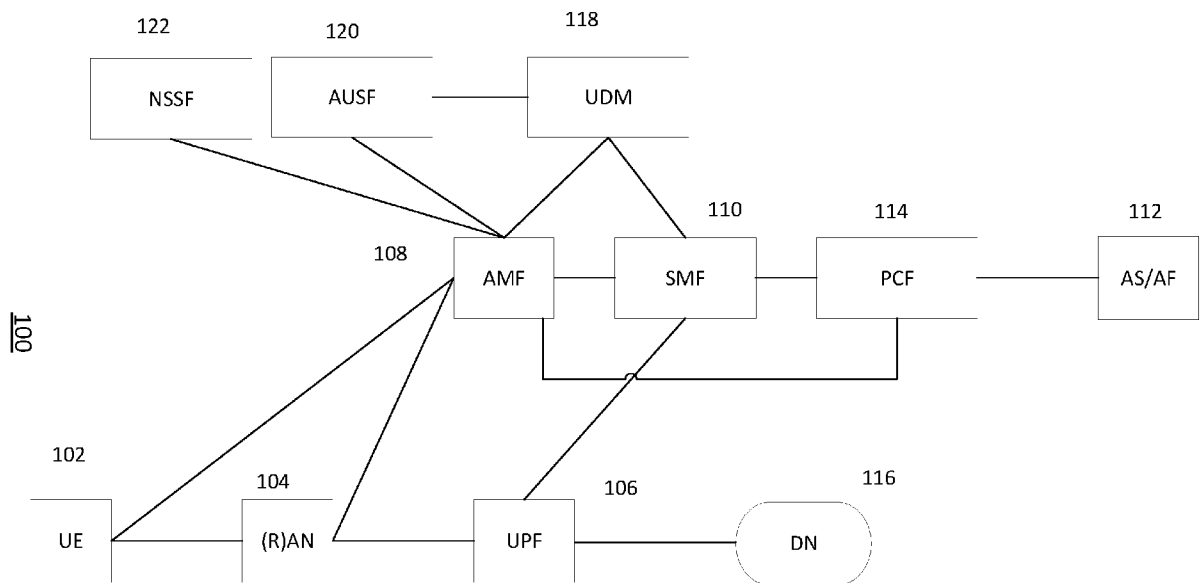 122
120
118
NSSF
AUSF
UDM
108
110
114
112
AMF
SMF
PCF
AS/AF
100
102
104
106
116
UE
(R)AN
UPF
DN